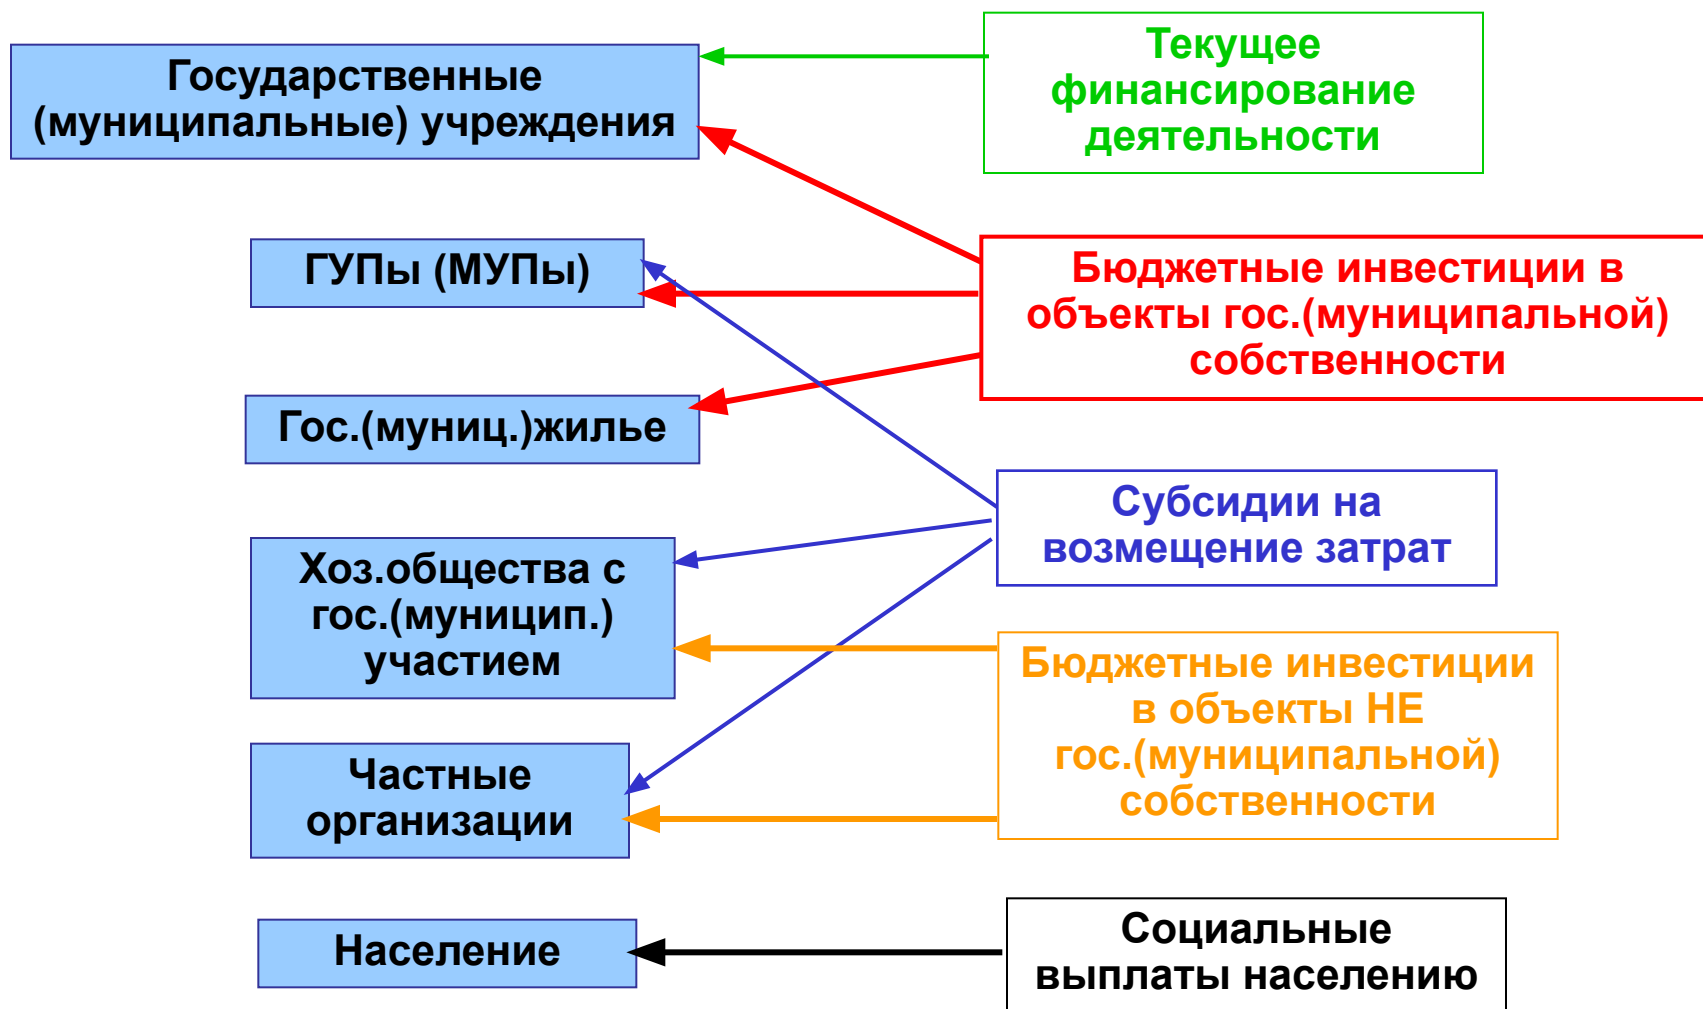 Государственные
(муниципальные) учреждения
Текущее
финансирование
деятельности
ГУПы (МУПы)
Бюджетные инвестиции в
объекты гос.(муниципальной)
собственности
Гос.(муниц.)жилье
Субсидии на
возмещение затрат
Хоз.общества с
гос.(муницип.)
участием
Бюджетные инвестиции
в объекты НЕ
гос.(муниципальной)
собственности
Частные
организации
Население
Социальные
выплаты населению